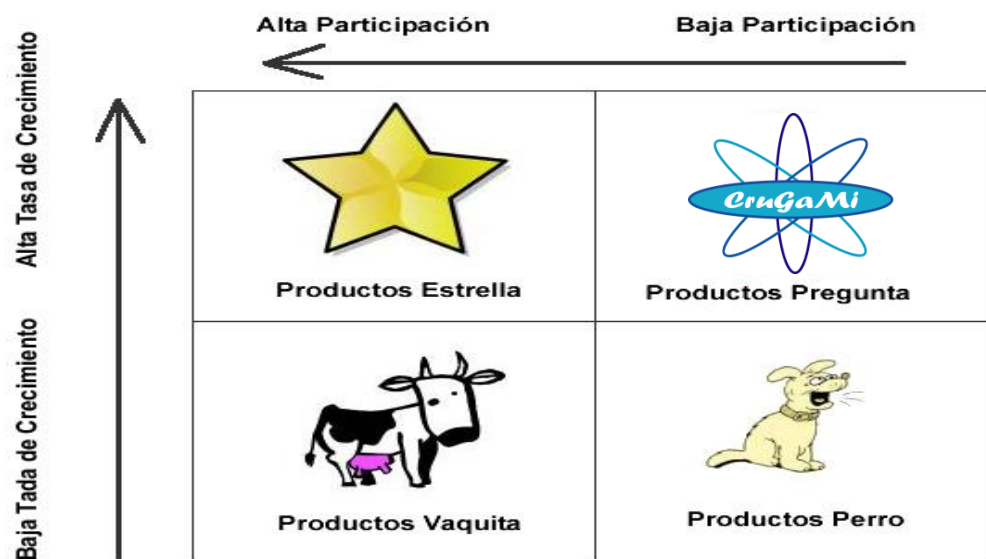 Alta Participación
Baja Participación
Alta Tasa de Crecimiento
CruGaMi
Productos Estrella
Productos Pregunta
Baja Tada de Crecimiento
Productos Vaquita
Productos Perro